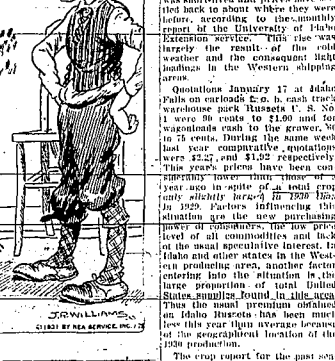 tled back to about where they were
before, according to the monthly
report of the University of Idaho
Extension service. This rise was
largely the result of the cold
weather and the consequent light
loadings in the Western shipping
areas.
Quotations January 17 at Idaho
Falls on carloads f. o. b. cash track
warehouse pack Russets U. S. No
1 were 90 cents to $1.00 and for
wagonloads cash to the grower,
to 75 cents. During the same week
last year comparative quotations
were $2.27, and $1.92 respectively
This year's prices have been con-
siderably lower than those of a
year ago in spite of a total crop
only slightly larger in 1930 than
in 1929. Factors influencing this
situation are the new purchasing
power of consumers, the low price
level of all commodities and lack
of the usual speculative interest. In
Idaho and other states in the West-
ern producing area, another factor
entering into the situation is the
large proportion of total United
States supplies found in this area
Thus the usual premium obtained
on Idaho Russets has been much
less this year than average because
of the geographical location of the
1930 production.
The crop report for the past
J.R.WILLIAMS
©1931 BY NEA SERVICE, INC.